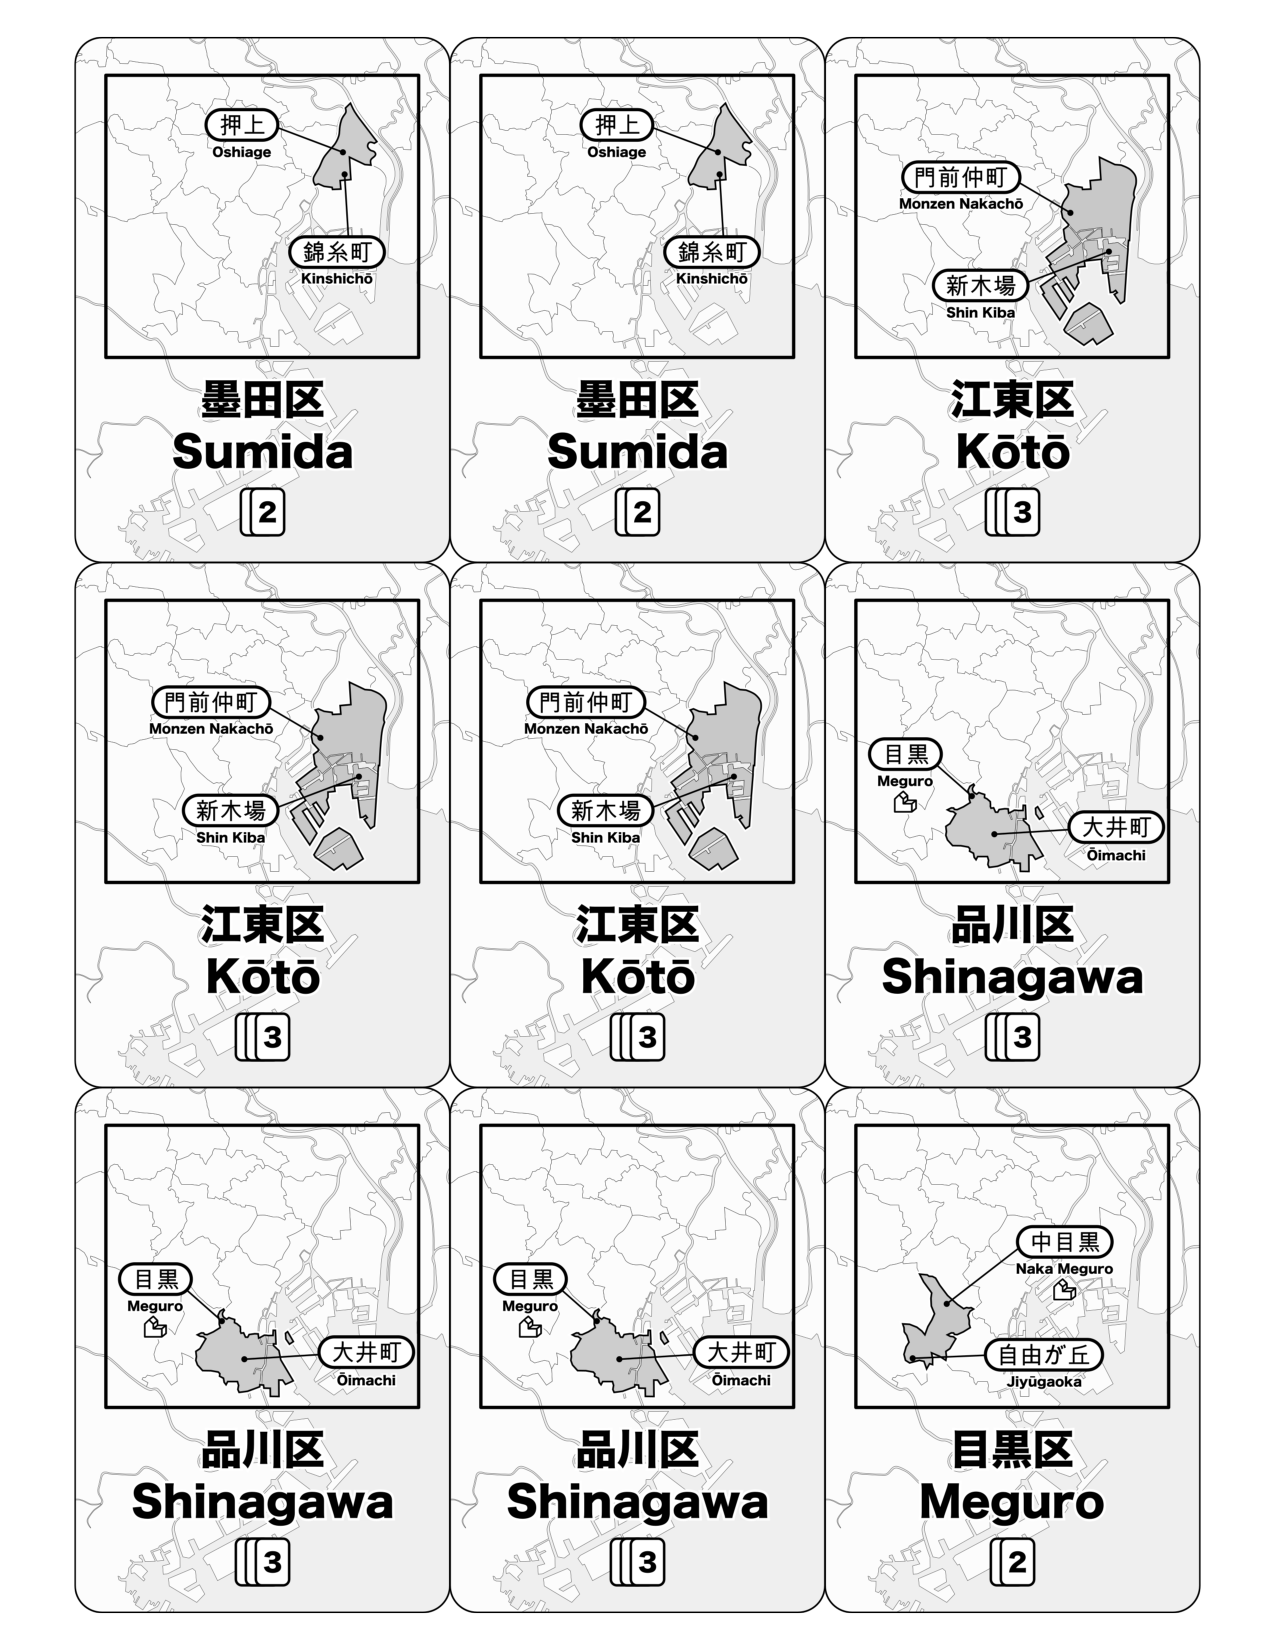 押上
Oshiage
錦糸町
Kinshichō
墨田区
Sumida
2
押上
Oshiage
錦糸町
Kinshichō
墨田区
Sumida
2
門前仲町
Monzen Nakachō
新木場
Shin Kiba
江東区
Kōtō
3
門前仲町
Monzen Nakachō
新木場
Shin Kiba
江東区
Kōtō
3
門前仲町
Monzen Nakachō
新木場
Shin Kiba
江東区
Kōtō
3
目黒
Meguro
大井町
Ōimachi
品川区
Shinagawa
3
目黒
Meguro
大井町
Ōimachi
品川区
Shinagawa
3
目黒
Meguro
大井町
Ōimachi
品川区
Shinagawa
3
中目黒
Naka Meguro
自由が丘
Jiyūgaoka
目黒区
Meguro
2